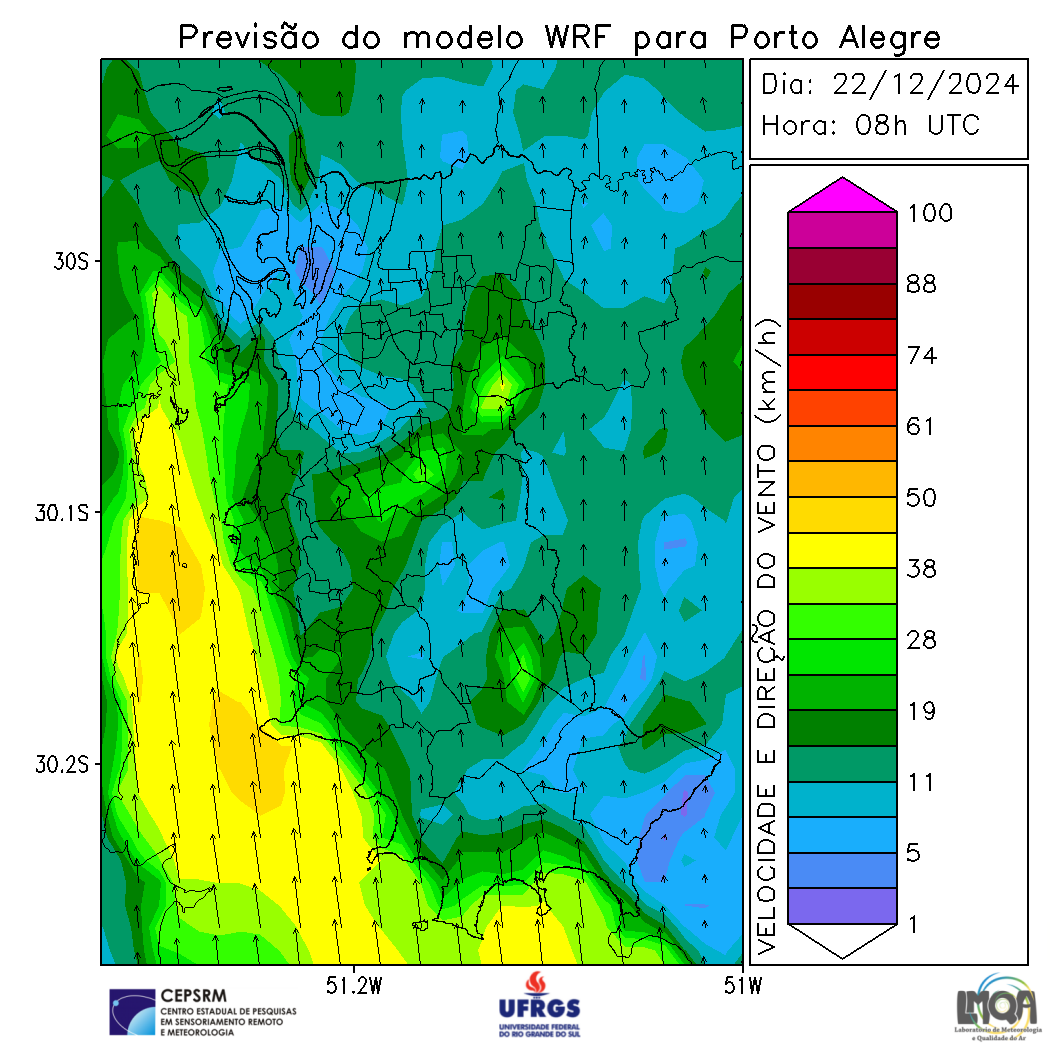 Previsão do modelo WRF para Porto Alegre
Dia: 22/12/2024
Hora: 08h UTC
30S
30.1S
30.2S
51.2W
51W
VELOCIDADE E DIREÇÃO DO VENTO (km/h)
100
88
74
61
50
38
28
19
11
5
1
CEPSRM
CENTRO ESTADUAL DE PESQUISAS
EM SENSORIAMENTO REMOTO
E METEOROLOGIA
UFRGS
UNIVERSIDADE FEDERAL
DO RIO GRANDE DO SUL
LMQA
Laboratório de Meteorologia
e Qualidade do Ar